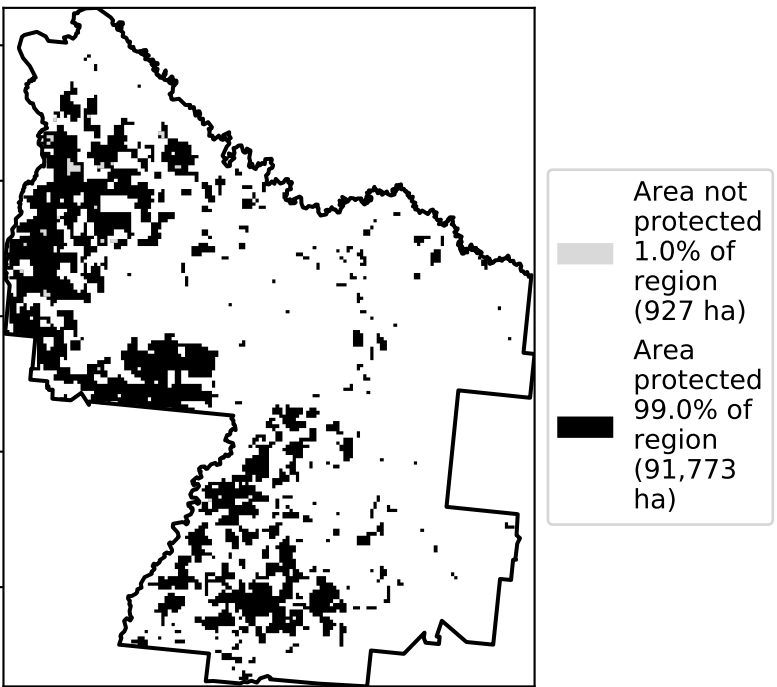 Area not
protected
1.0% of
region
(927 ha)
Area
protected
99.0% of
region
(91,773
ha)